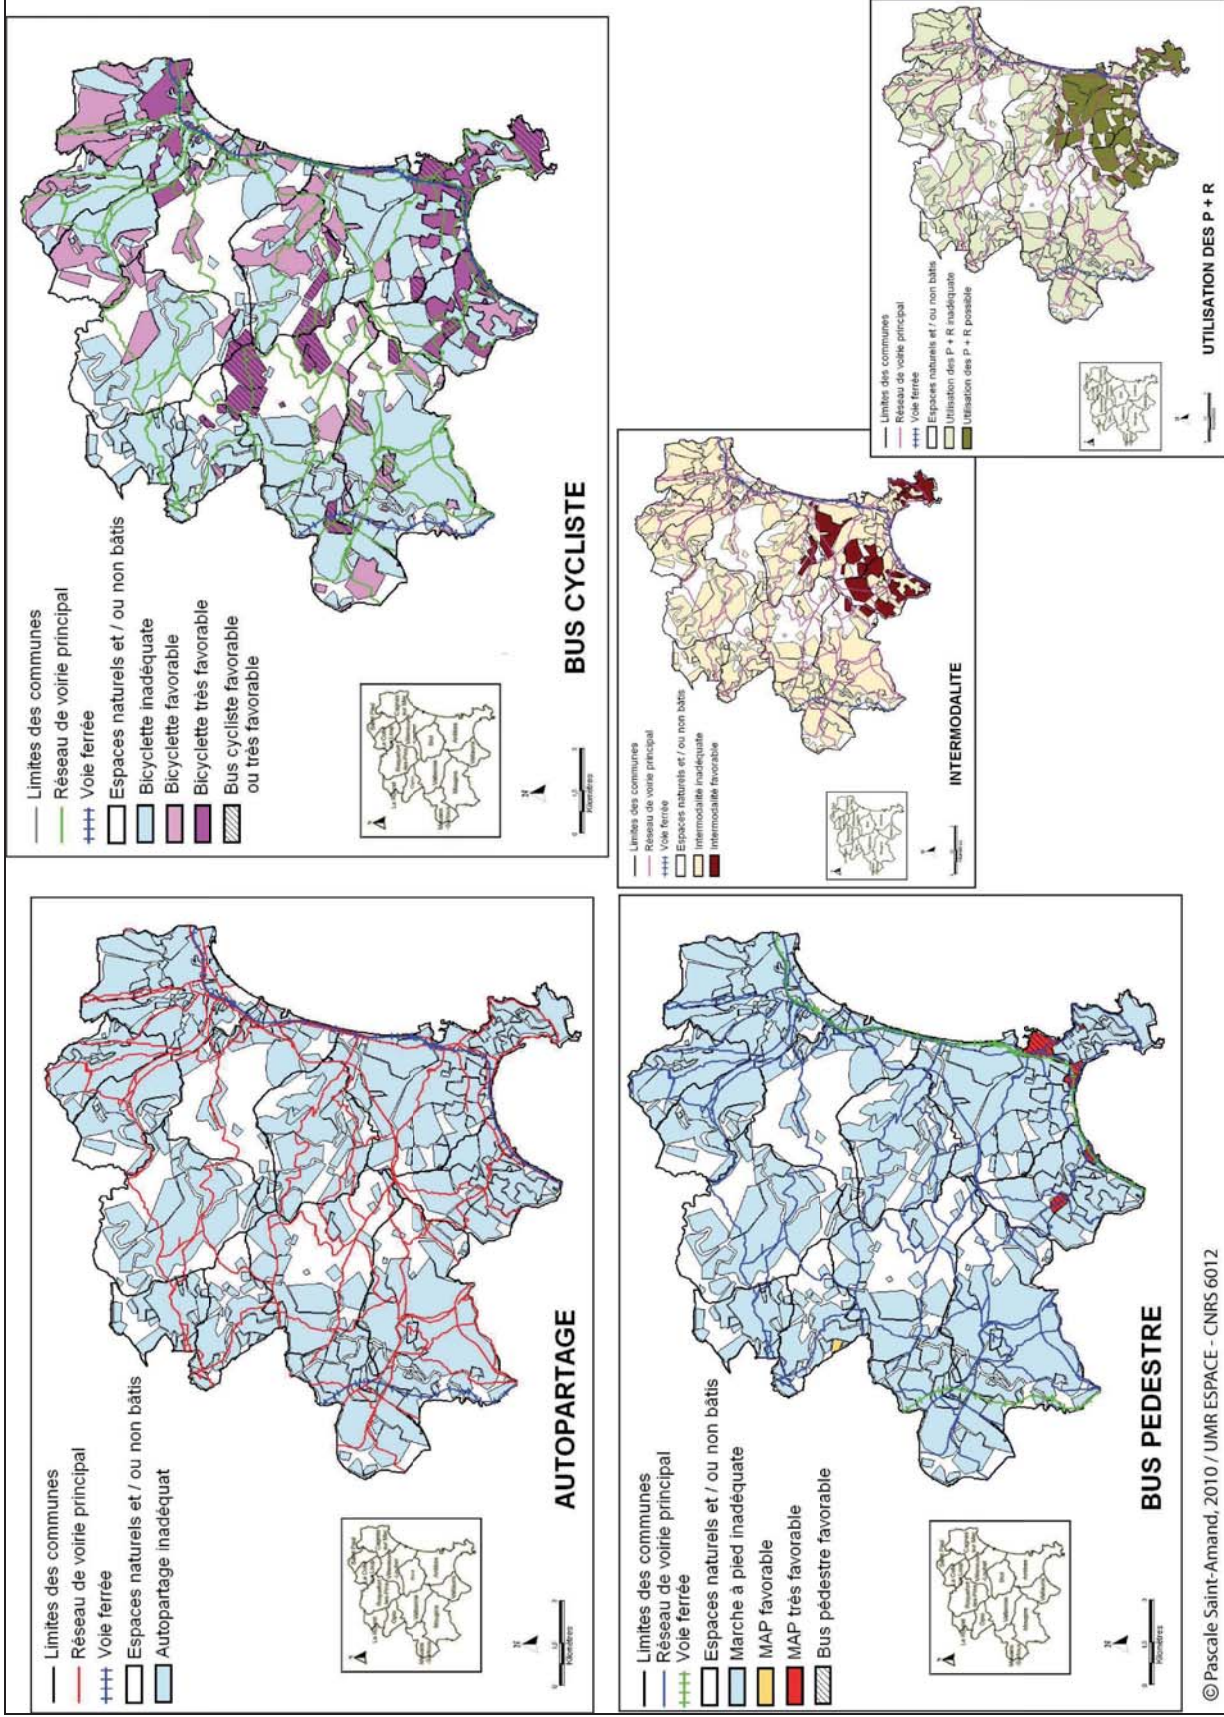 Limites des communes
Réseau de voirie principal
Voie ferrée
Espaces naturels et / ou non bâtis
Autopartage inadéquat
N
Kilomètres
AUTOPARTAGE
Limites des communes
Réseau de voirie principal
Voie ferrée
Espaces naturels et / ou non bâtis
Bicyclette inadéquate
Bicyclette favorable
Bicyclette très favorable
Bus cycliste favorable
ou très favorable
N
Kilomètres
BUS CYCLISTE
Limites des communes
Réseau de voirie principal
Voie ferrée
Espaces naturels et / ou non bâtis
Marche à pied inadéquate
MAP favorable
MAP très favorable
Bus pédestre favorable
N
Kilomètres
BUS PEDESTRE
Limites des communes
Réseau de voirie principal
Voie ferrée
Espaces naturels et / ou non bâtis
Intermodalité inadéquate
Intermodalité favorable
INTERMODALITE
Limites des communes
Réseau de voirie principal
Voie ferrée
Espaces naturels et / ou non bâtis
Utilisation des P + R inadéquate
Utilisation des P + R possible
UTILISATION DES P + R
© Pascale Saint-Amand, 2010 / UMR ESPACE - CNRS 6012